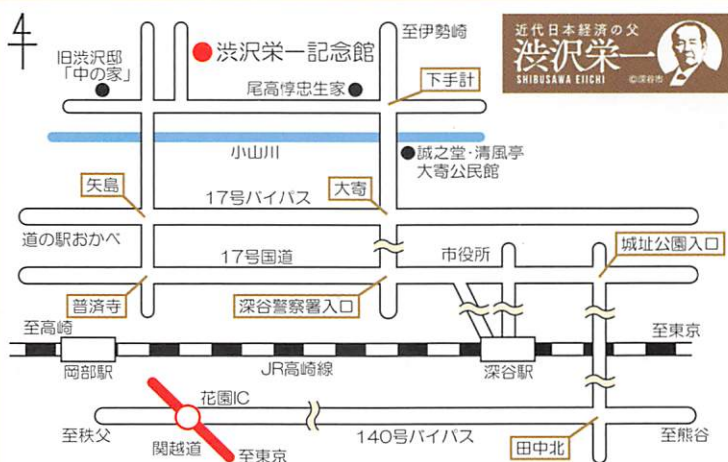 近代日本経済の父
渋沢栄一
SHIBUSAWA EIICHI
©深谷市
至伊勢崎
旧渋沢邸
「中の家」
渋沢栄一記念館
尾高惇忠生家
下手計
小山川
誠之堂・清風亭
大寄公民館
矢島
17号バイパス
大寄
道の駅おかべ
17号国道
市役所
城址公園入口
普済寺
深谷警察署入口
至高崎
至東京
岡部駅
JR高崎線
深谷駅
花園IC
至秩父
関越道
至東京
140号バイパス
田中北
至熊谷